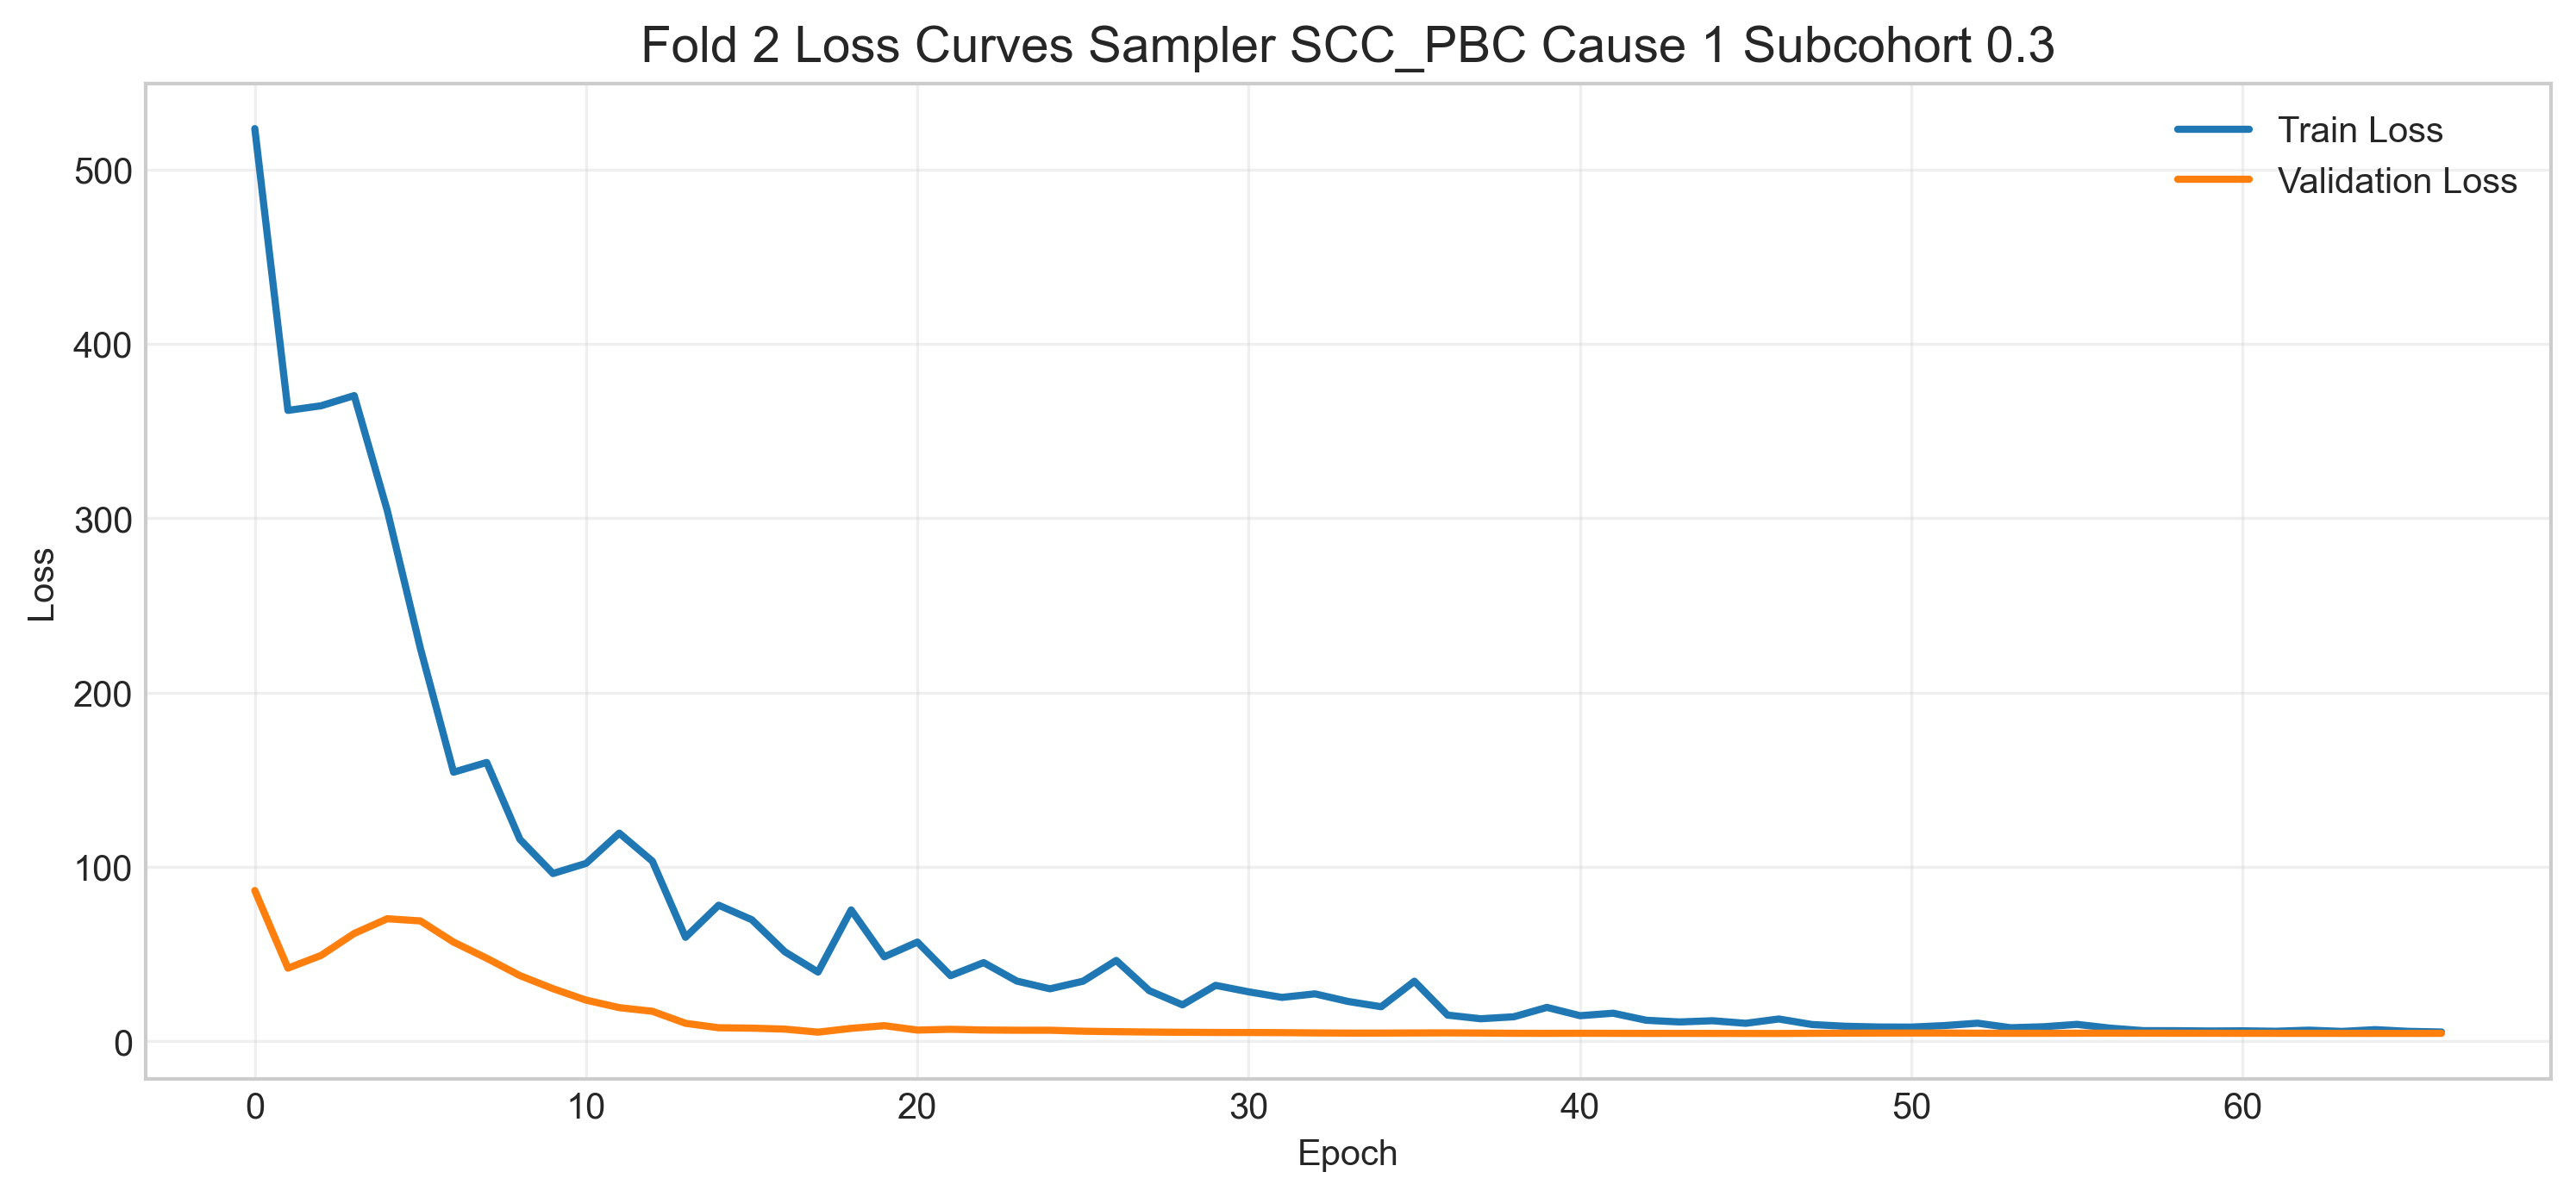 Fold 2 Loss Curves Sampler SCC_PBC Cause 1 Subcohort 0.3
Train Loss
Validation Loss
500
400
300
200
100
0
Loss
0 10 20 30 40 50 60
Epoch